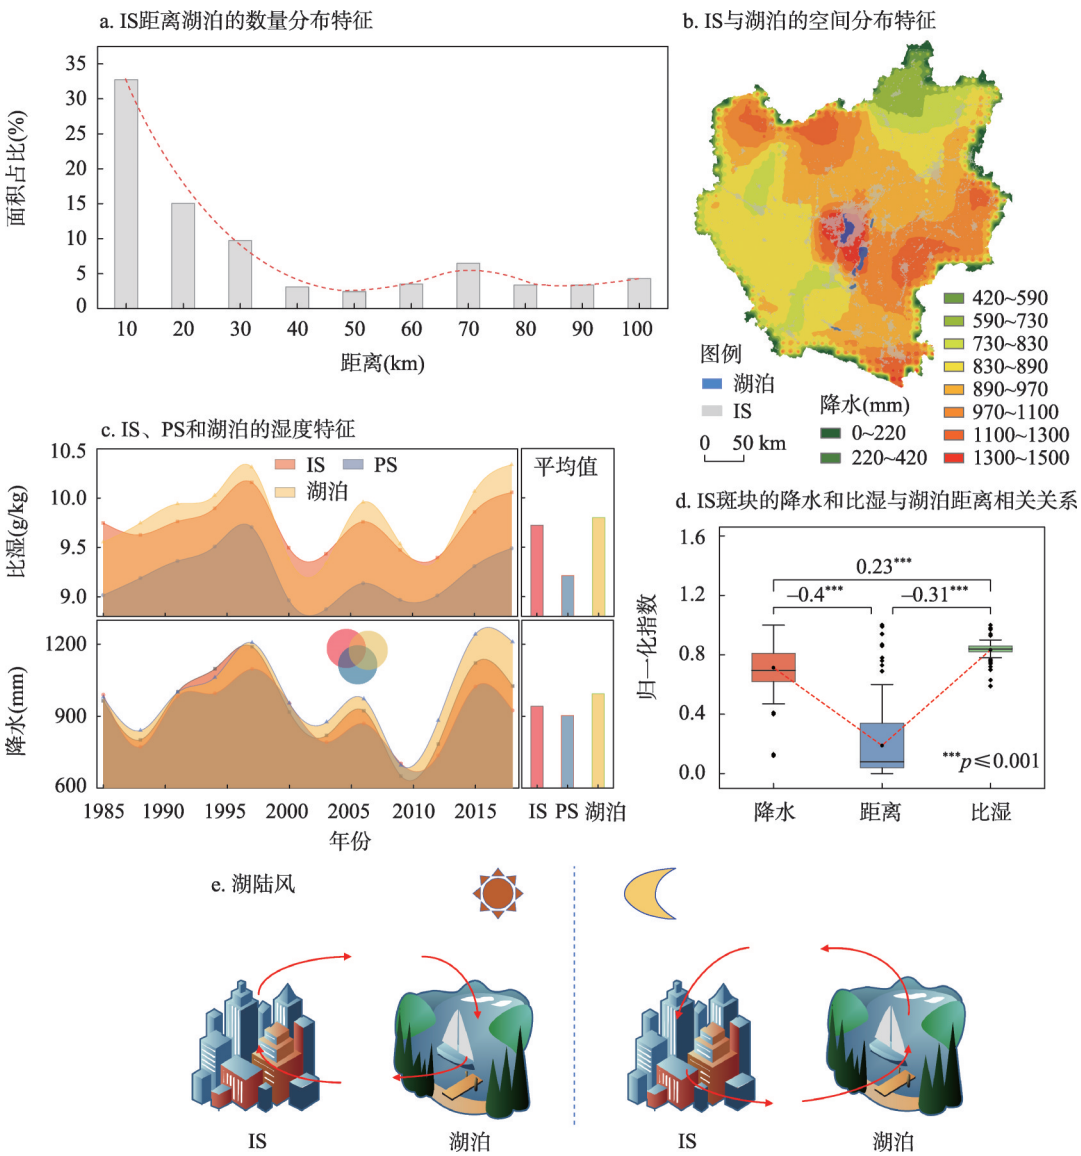 a. IS距离湖泊的数量分布特征
面积占比(%)
35
30
25
20
15
10
5
0
10 20 30 40 50 60 70 80 90 100
距离(km)
b. IS与湖泊的空间分布特征
图例
湖泊
IS
0 50 km
降水(mm)
0~220
220~420
420~590
590~730
730~830
830~890
890~970
970~1100
1100~1300
1300~1500
c. IS、PS和湖泊的湿度特征
比湿(g/kg)
10.5
10.0
9.5
9.0
IS PS
湖泊
平均值
降水(mm)
1200
900
600
1985 1990 1995 2000 2005 2010 2015
年份
IS PS 湖泊
d. IS斑块的降水和比湿与湖泊距离相关关系
归一化指数
1.6
1.2
0.8
0.4
0.0
0.23***
–0.4***
–0.31***
***p≤0.001
降水 距离 比湿
e. 湖陆风
IS 湖泊 IS 湖泊